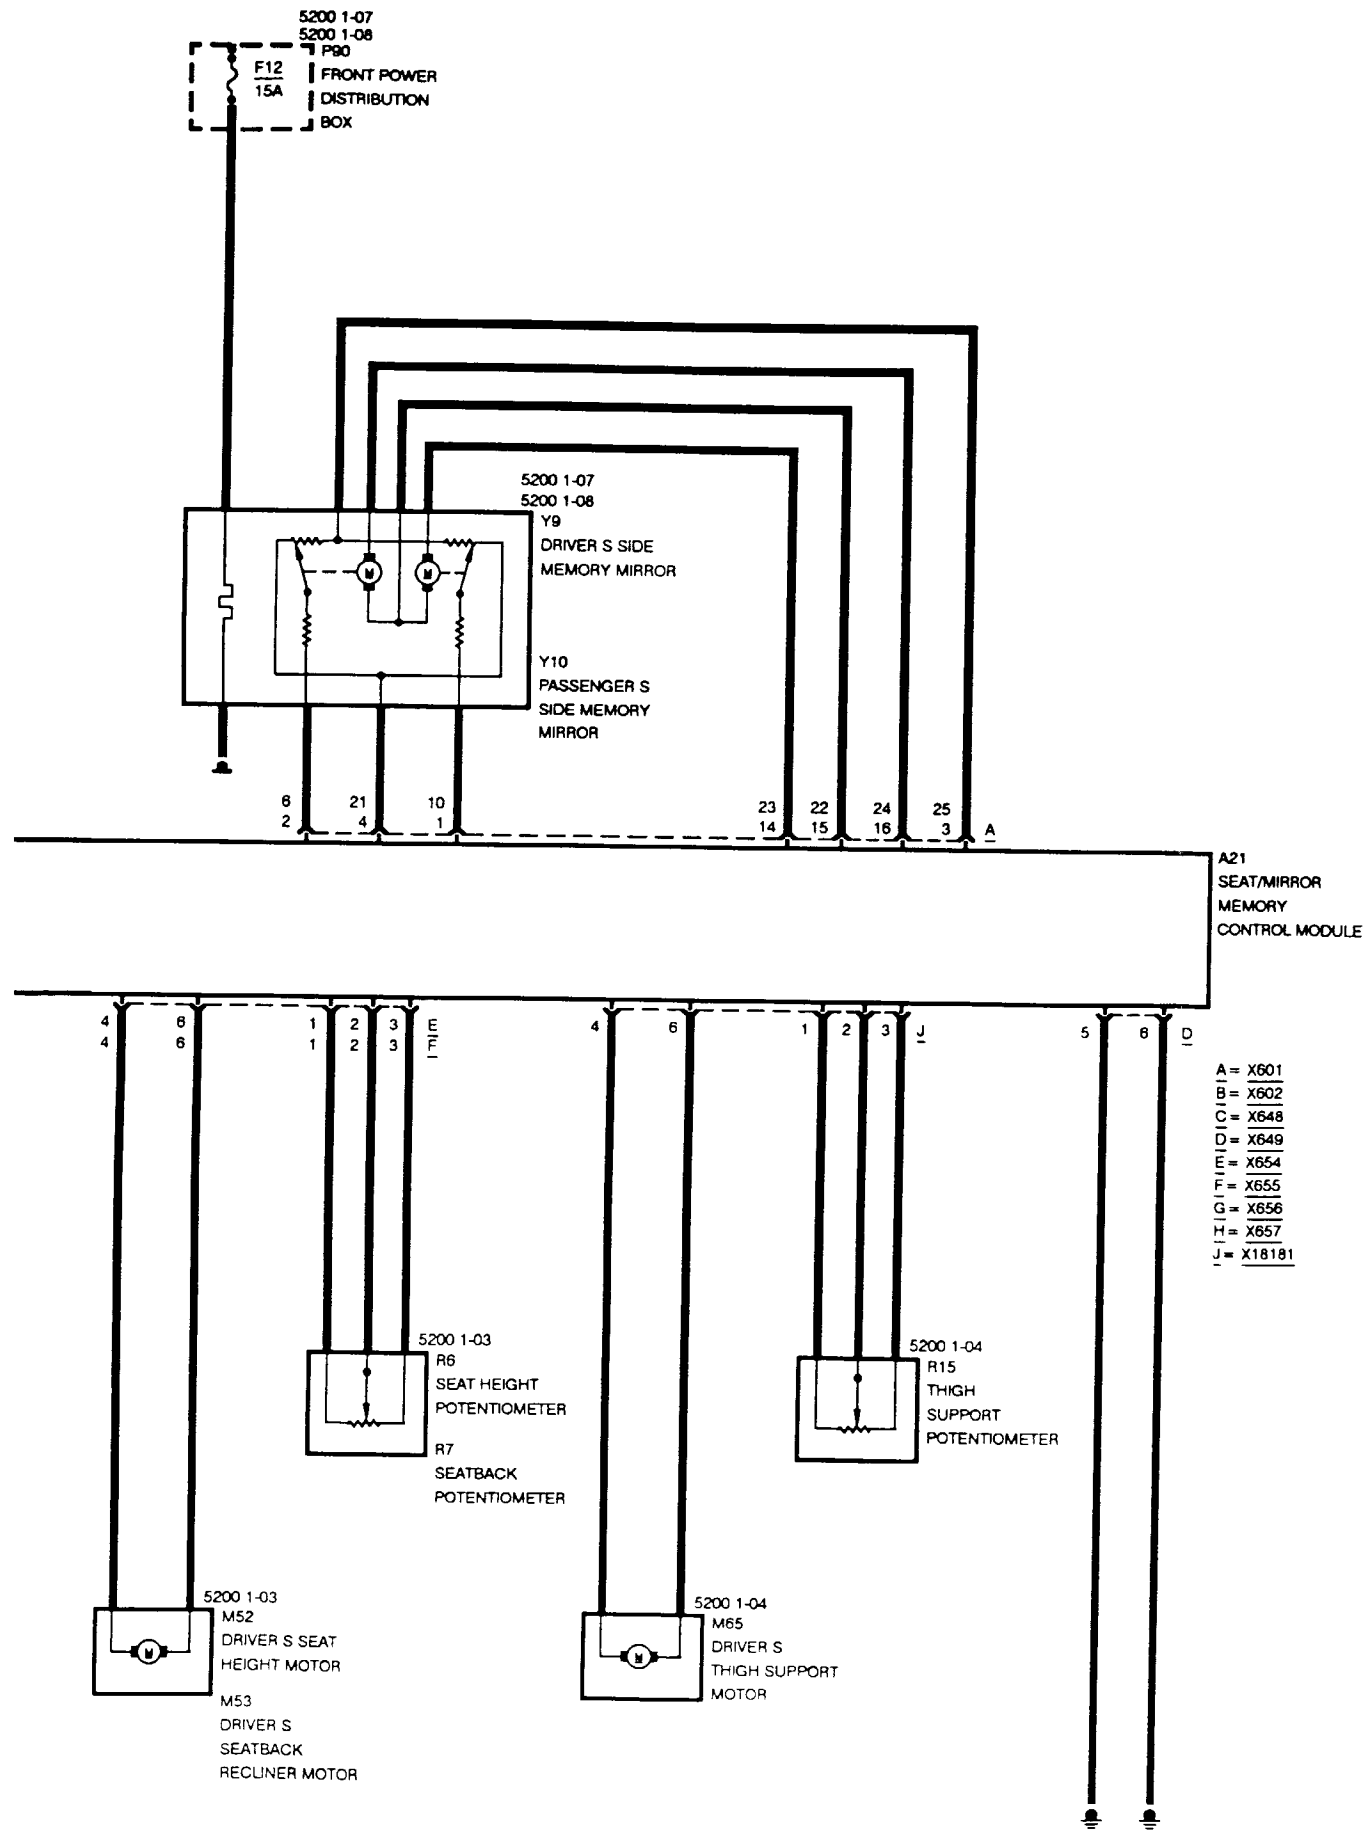 5200 1-07
5200 1-08
P90
F12
15A
FRONT POWER
DISTRIBUTION
BOX
5200 1-07
5200 1-08
Y9
DRIVER S SIDE
MEMORY MIRROR
M M
Y10
PASSENGER S
SIDE MEMORY
MIRROR
6 21 10 23 22 24 25
2 4 1 14 15 16 3 A
A21
SEAT/MIRROR
MEMORY
CONTROL MODULE
4 6 1 2 3 E 4 6 1 2 3 J 5 6 D
4 6 1 2 3 F
A = X601
B = X602
C = X648
D = X649
E = X654
F = X655
G = X656
H = X657
J = X18181
5200 1-03
R6
SEAT HEIGHT
POTENTIOMETER
R7
SEATBACK
POTENTIOMETER
5200 1-04
R15
THIGH
SUPPORT
POTENTIOMETER
5200 1-03
M52
DRIVER S SEAT
HEIGHT MOTOR
M
M53
DRIVER S
SEATBACK
RECLINER MOTOR
5200 1-04
M65
DRIVER S
THIGH SUPPORT
MOTOR
M